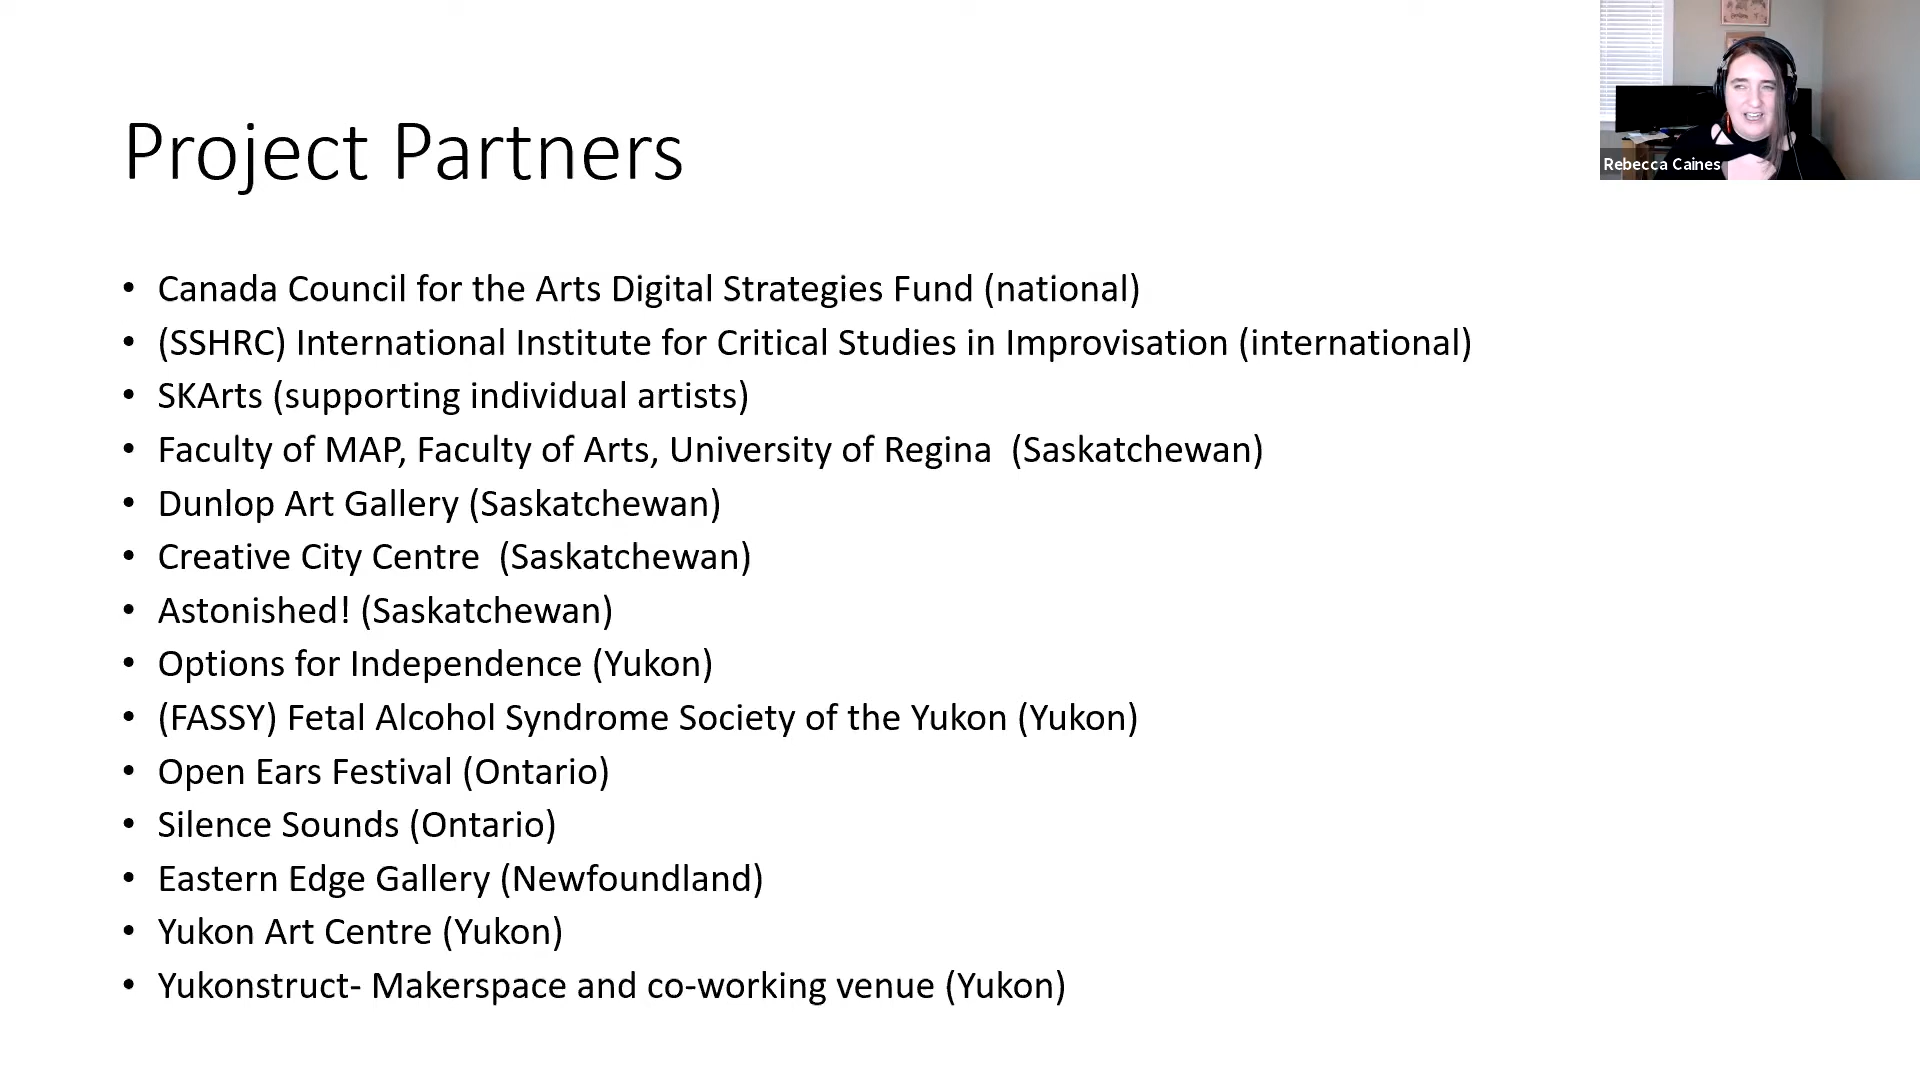 Project Partners
Rebecca Caines
• Canada Council for the Arts Digital Strategies Fund (national)
• (SSHRC) International Institute for Critical Studies in Improvisation (international)
• SKArts (supporting individual artists)
• Faculty of MAP, Faculty of Arts, University of Regina  (Saskatchewan)
• Dunlop Art Gallery (Saskatchewan)
• Creative City Centre  (Saskatchewan)
• Astonished! (Saskatchewan)
• Options for Independence (Yukon)
• (FASSY) Fetal Alcohol Syndrome Society of the Yukon (Yukon)
• Open Ears Festival (Ontario)
• Silence Sounds (Ontario)
• Eastern Edge Gallery (Newfoundland)
• Yukon Art Centre (Yukon)
• Yukonstruct- Makerspace and co-working venue (Yukon)